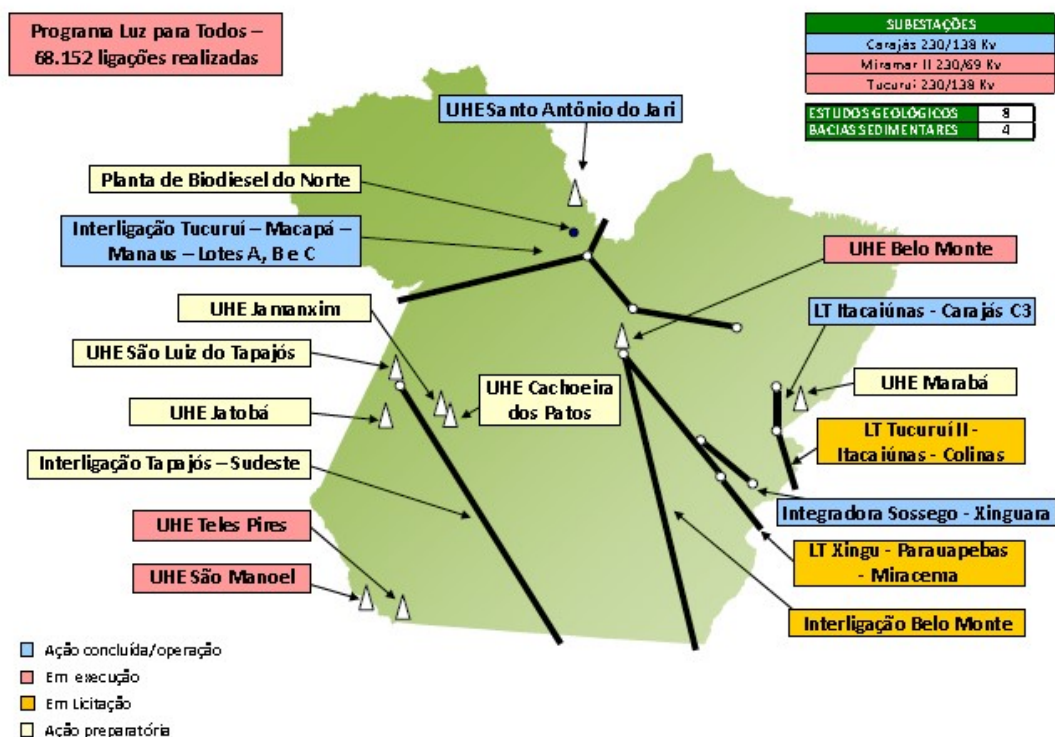 Programa Luz para Todos –
68.152 ligações realizadas
SUBESTAÇÕES
Carajás 230/138 Kv
Miramar II 230/69 Kv
Tucuruí 230/138 Kv
ESTUDOS GEOLÓGICOS 8
BACIAS SEDIMENTARES 4
UHE Santo Antônio do Jari
Planta de Biodiesel do Norte
Interligação Tucuruí – Macapá –
Manaus – Lotes A, B e C
UHE Belo Monte
UHE Jamanxim
LT Itacaiúnas - Carajás C3
UHE São Luiz do Tapajós
UHE Cachoeira
dos Patos
UHE Marabá
UHE Jatobá
LT Tucuruí II -
Itacaiúnas - Colinas
Interligação Tapajós – Sudeste
Integradora Sossego - Xinguara
UHE Teles Pires
LT Xingu - Parauapebas
- Miracema
UHE São Manoel
Interligação Belo Monte
Ação concluída/operação
Em execução
Em Licitação
Ação preparatória